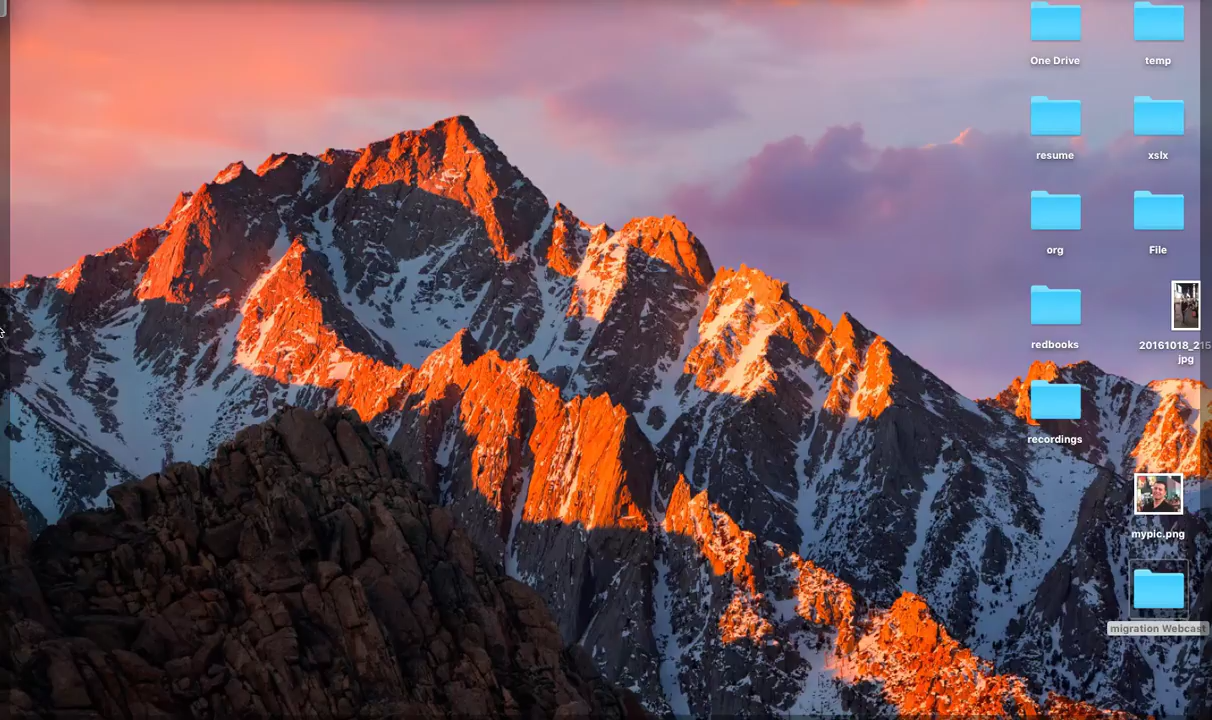 One Drive
temp
resume
xslx
org
File
redbooks
20161018_215
jpg
recordings
mypic.png
migration Webcast